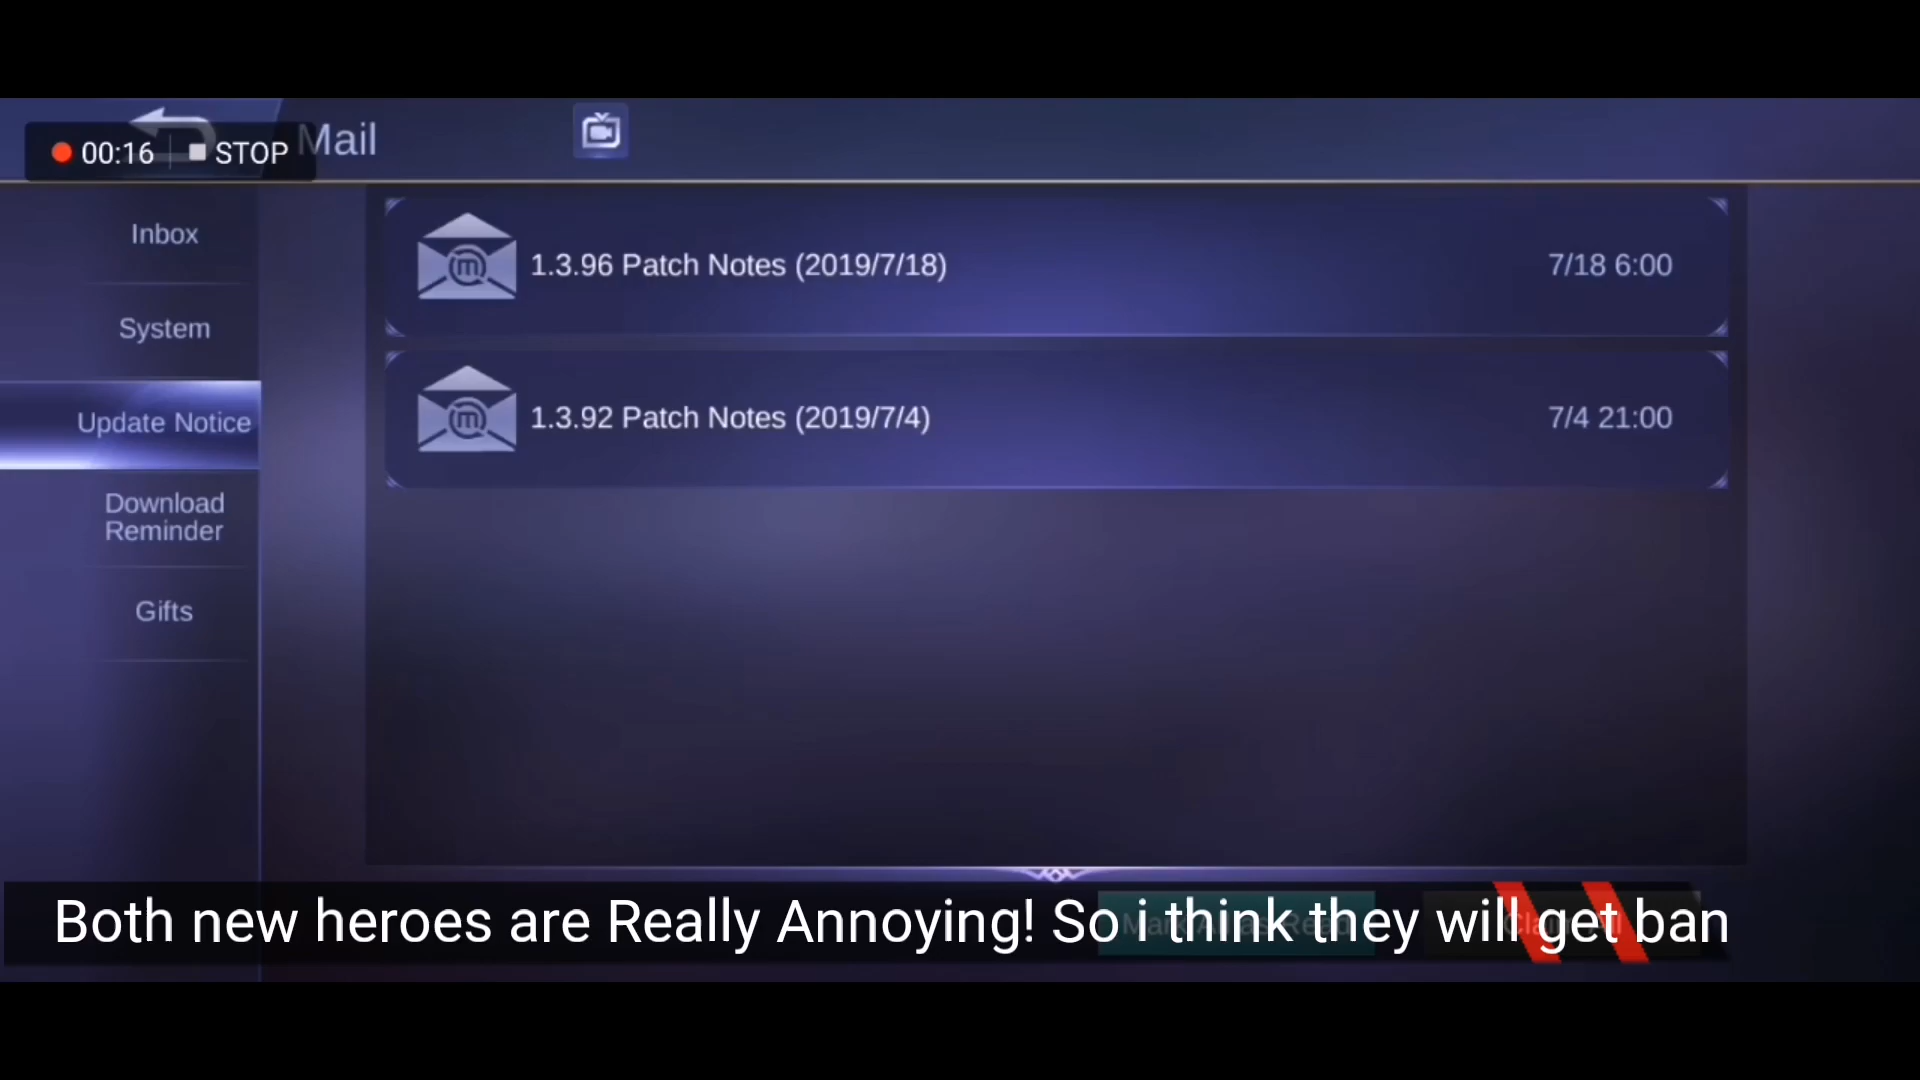 00:16 STOP
Mail
Inbox
System
Update Notice
Download
Reminder
Gifts
1.3.96 Patch Notes (2019/7/18) 7/18 6:00
1.3.92 Patch Notes (2019/7/4) 7/4 21:00
Both new heroes are Really Annoying! So i think they will get ban